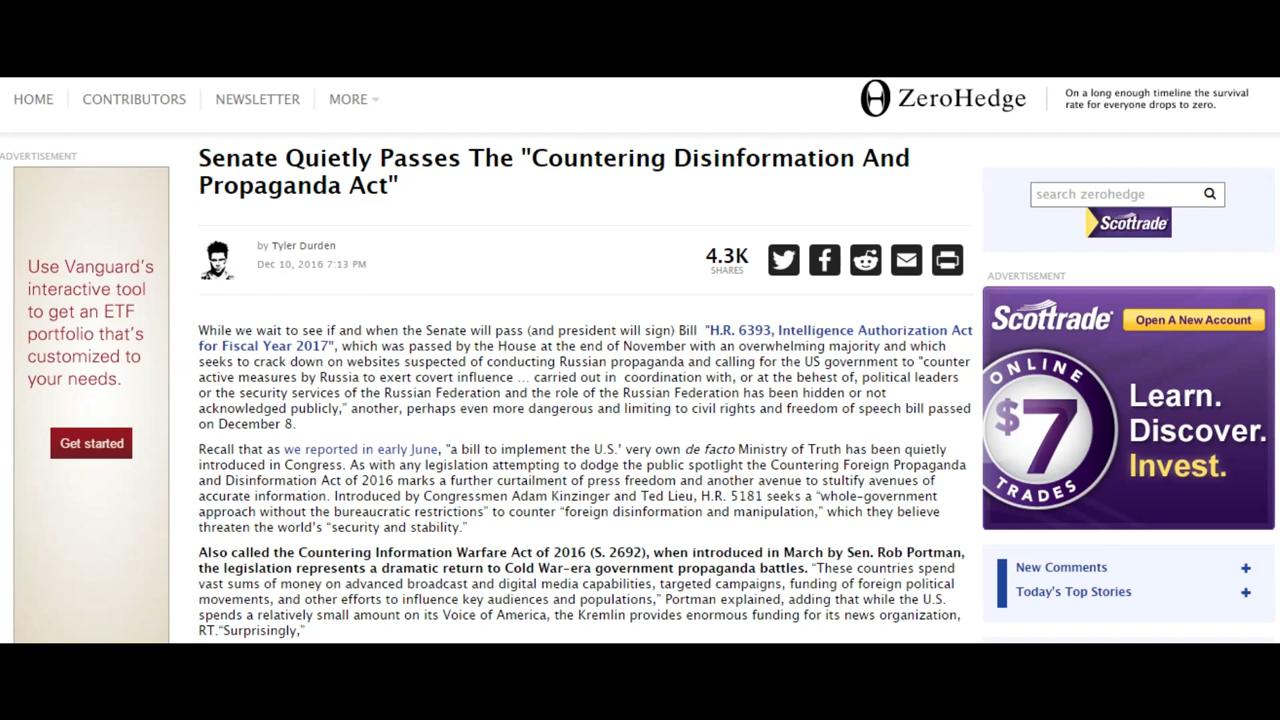 HOME
CONTRIBUTORS
NEWSLETTER
MORE
ZeroHedge
On a long enough timeline the survival
rate for everyone drops to zero.
ADVERTISEMENT
Use Vanguard's
interactive tool
to get an ETF
portfolio that's
customized to
your needs.
Get started
Senate Quietly Passes The "Countering Disinformation And
Propaganda Act"
by Tyler Durden
Dec 10, 2016 7:13 PM
4.3K
SHARES
While we wait to see if and when the Senate will pass (and president will sign) Bill "H.R. 6393, Intelligence Authorization Act
for Fiscal Year 2017", which was passed by the House at the end of November with an overwhelming majority and which
seeks to crack down on websites suspected of conducting Russian propaganda and calling for the US government to "counter
active measures by Russia to exert covert influence … carried out in coordination with, or at the behest of, political leaders
or the security services of the Russian Federation and the role of the Russian Federation has been hidden or not
acknowledged publicly,” another, perhaps even more dangerous and limiting to civil rights and freedom of speech bill passed
on December 8.
Recall that as we reported in early June, "a bill to implement the U.S.’ very own de facto Ministry of Truth has been quietly
introduced in Congress. As with any legislation attempting to dodge the public spotlight the Countering Foreign Propaganda
and Disinformation Act of 2016 marks a further curtailment of press freedom and another avenue to stultify avenues of
accurate information. Introduced by Congressmen Adam Kinzinger and Ted Lieu, H.R. 5181 seeks a “whole-government
approach without the bureaucratic restrictions” to counter “foreign disinformation and manipulation,” which they believe
threaten the world’s “security and stability.”
Also called the Countering Information Warfare Act of 2016 (S. 2692), when introduced in March by Sen. Rob Portman,
the legislation represents a dramatic return to Cold War-era government propaganda battles. “These countries spend
vast sums of money on advanced broadcast and digital media capabilities, targeted campaigns, funding of foreign political
movements, and other efforts to influence key audiences and populations,” Portman explained, adding that while the U.S.
spends a relatively small amount on its Voice of America, the Kremlin provides enormous funding for its news organization,
RT.“Surprisingly,”
search zerohedge
Scottrade
ADVERTISEMENT
Scottrade
Open A New Account
ONLINE
$7
TRADES
Learn.
Discover.
Invest.
New Comments
Today's Top Stories